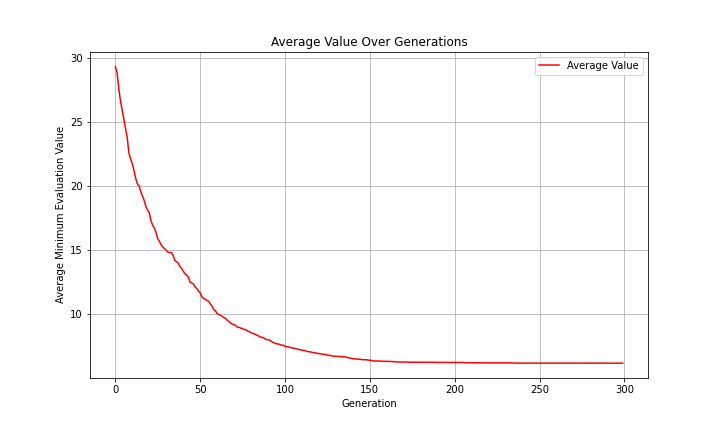 Average Value Over Generations
Average Value
Average Minimum Evaluation Value
30
25
20
15
10
0 50 100 150 200 250 300
Generation